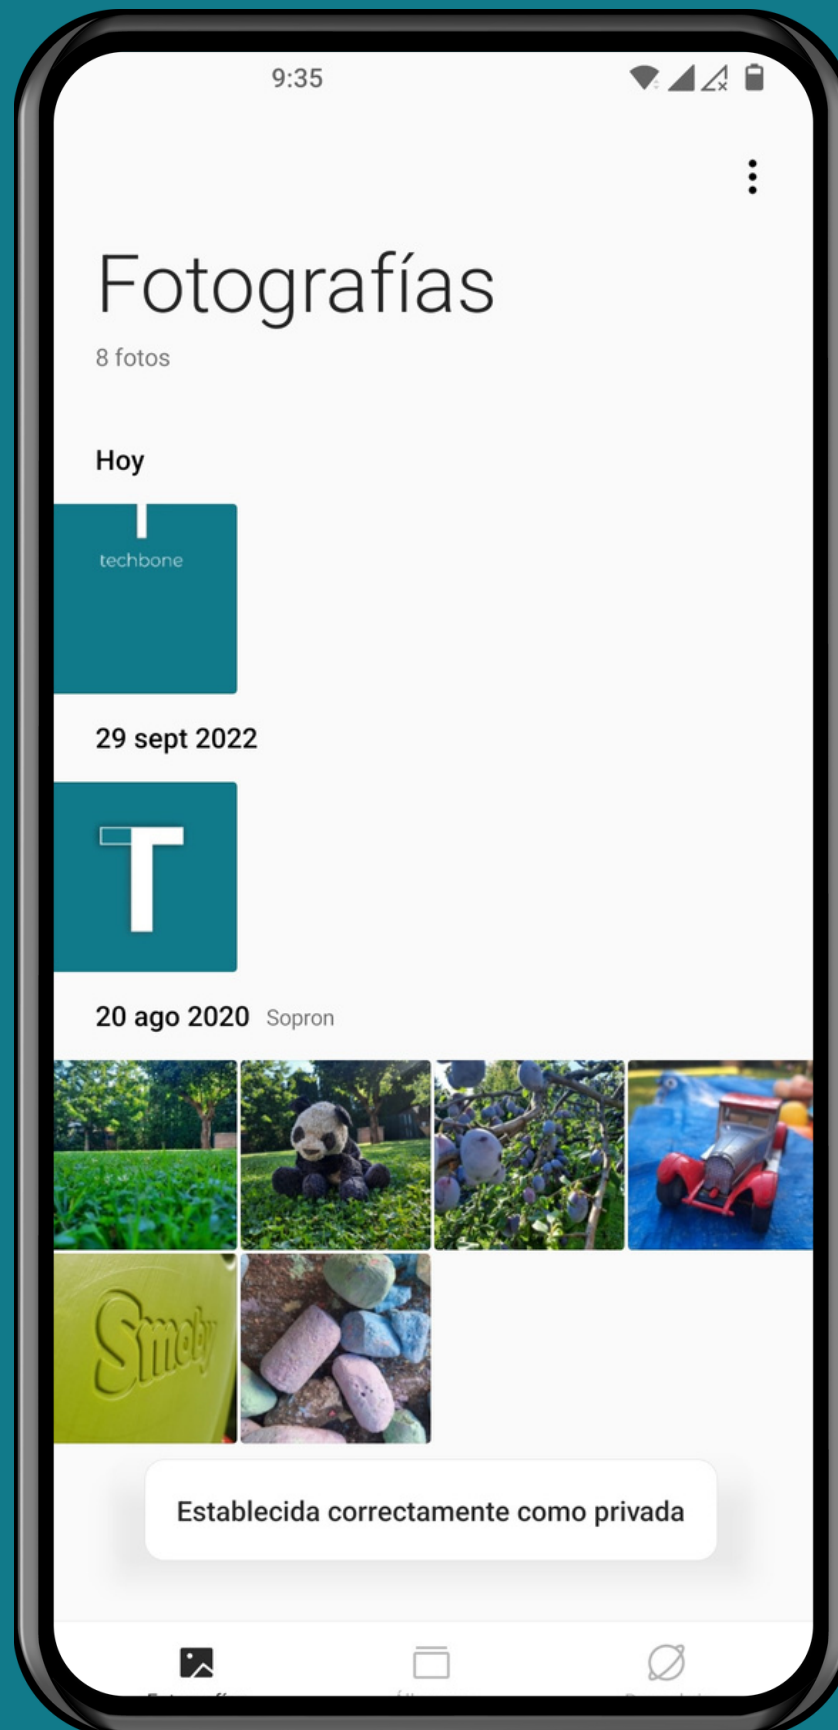 9:35
Fotografías
8 fotos
Hoy
techbone
29 sept 2022
T
20 ago 2020 Sopron
Smoby
Establecida correctamente como privada